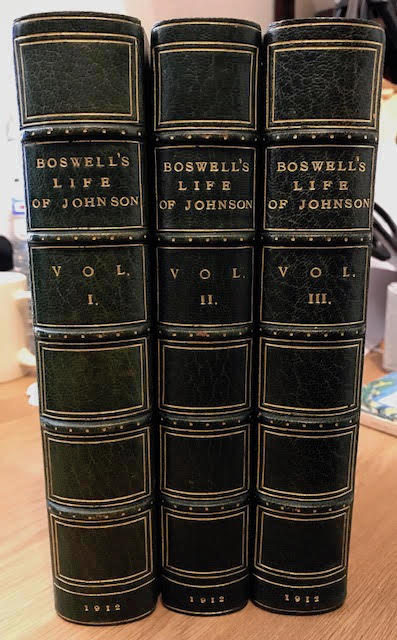 BOSWELL'S
LIFE
OF JOHNSON
VOL.
I.
1912
BOSWELL'S
LIFE
OF JOHNSON
VOL.
II.
1912
BOSWELL'S
LIFE
OF JOHNSON
VOL.
III.
1912